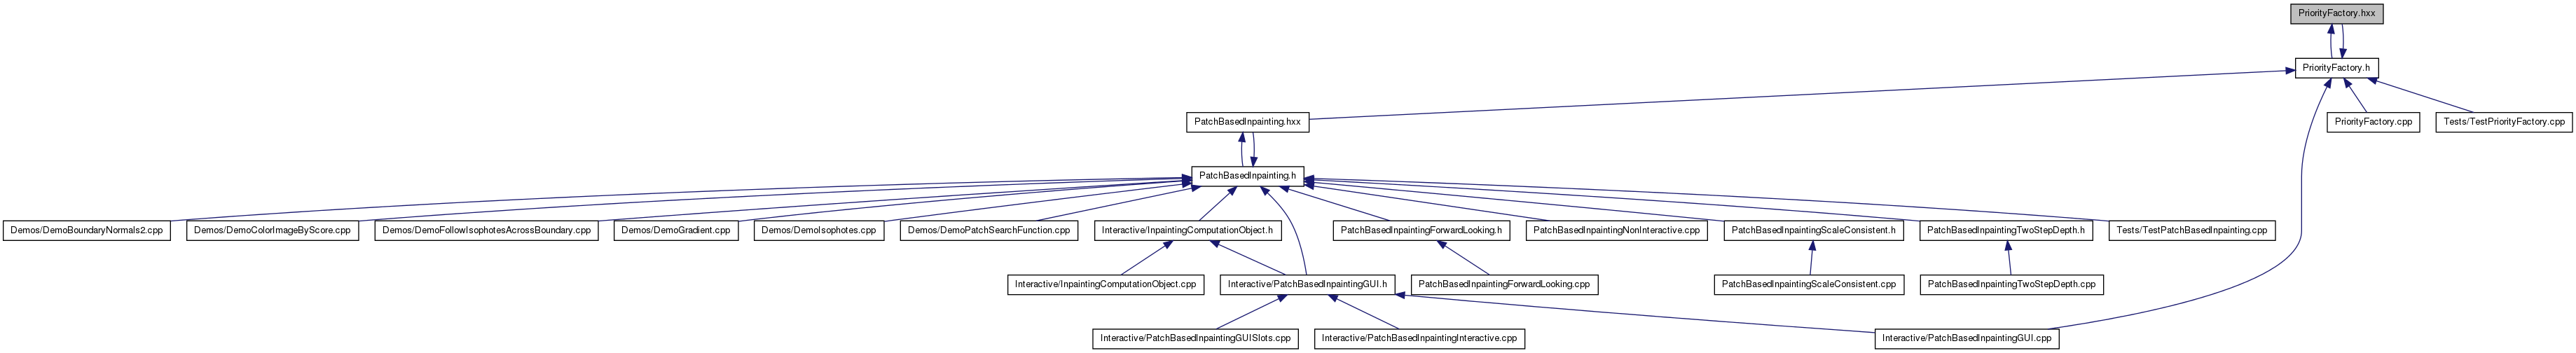 PriorityFactory.hxx
PriorityFactory.h
PatchBasedInpainting.hxx
PriorityFactory.cpp
Tests/TestPriorityFactory.cpp
PatchBasedInpainting.h
Demos/DemoBoundaryNormals2.cpp
Demos/DemoColorImageByScore.cpp
Demos/DemoFollowIsophotesAcrossBoundary.cpp
Demos/DemoGradient.cpp
Demos/DemoIsophotes.cpp
Demos/DemoPatchSearchFunction.cpp
Interactive/InpaintingComputationObject.h
PatchBasedInpaintingForwardLooking.h
PatchBasedInpaintingNonInteractive.cpp
PatchBasedInpaintingScaleConsistent.h
PatchBasedInpaintingTwoStepDepth.h
Tests/TestPatchBasedInpainting.cpp
Interactive/InpaintingComputationObject.cpp
Interactive/PatchBasedInpaintingGUI.h
PatchBasedInpaintingForwardLooking.cpp
PatchBasedInpaintingScaleConsistent.cpp
PatchBasedInpaintingTwoStepDepth.cpp
Interactive/PatchBasedInpaintingGUISlots.cpp
Interactive/PatchBasedInpaintingInteractive.cpp
Interactive/PatchBasedInpaintingGUI.cpp